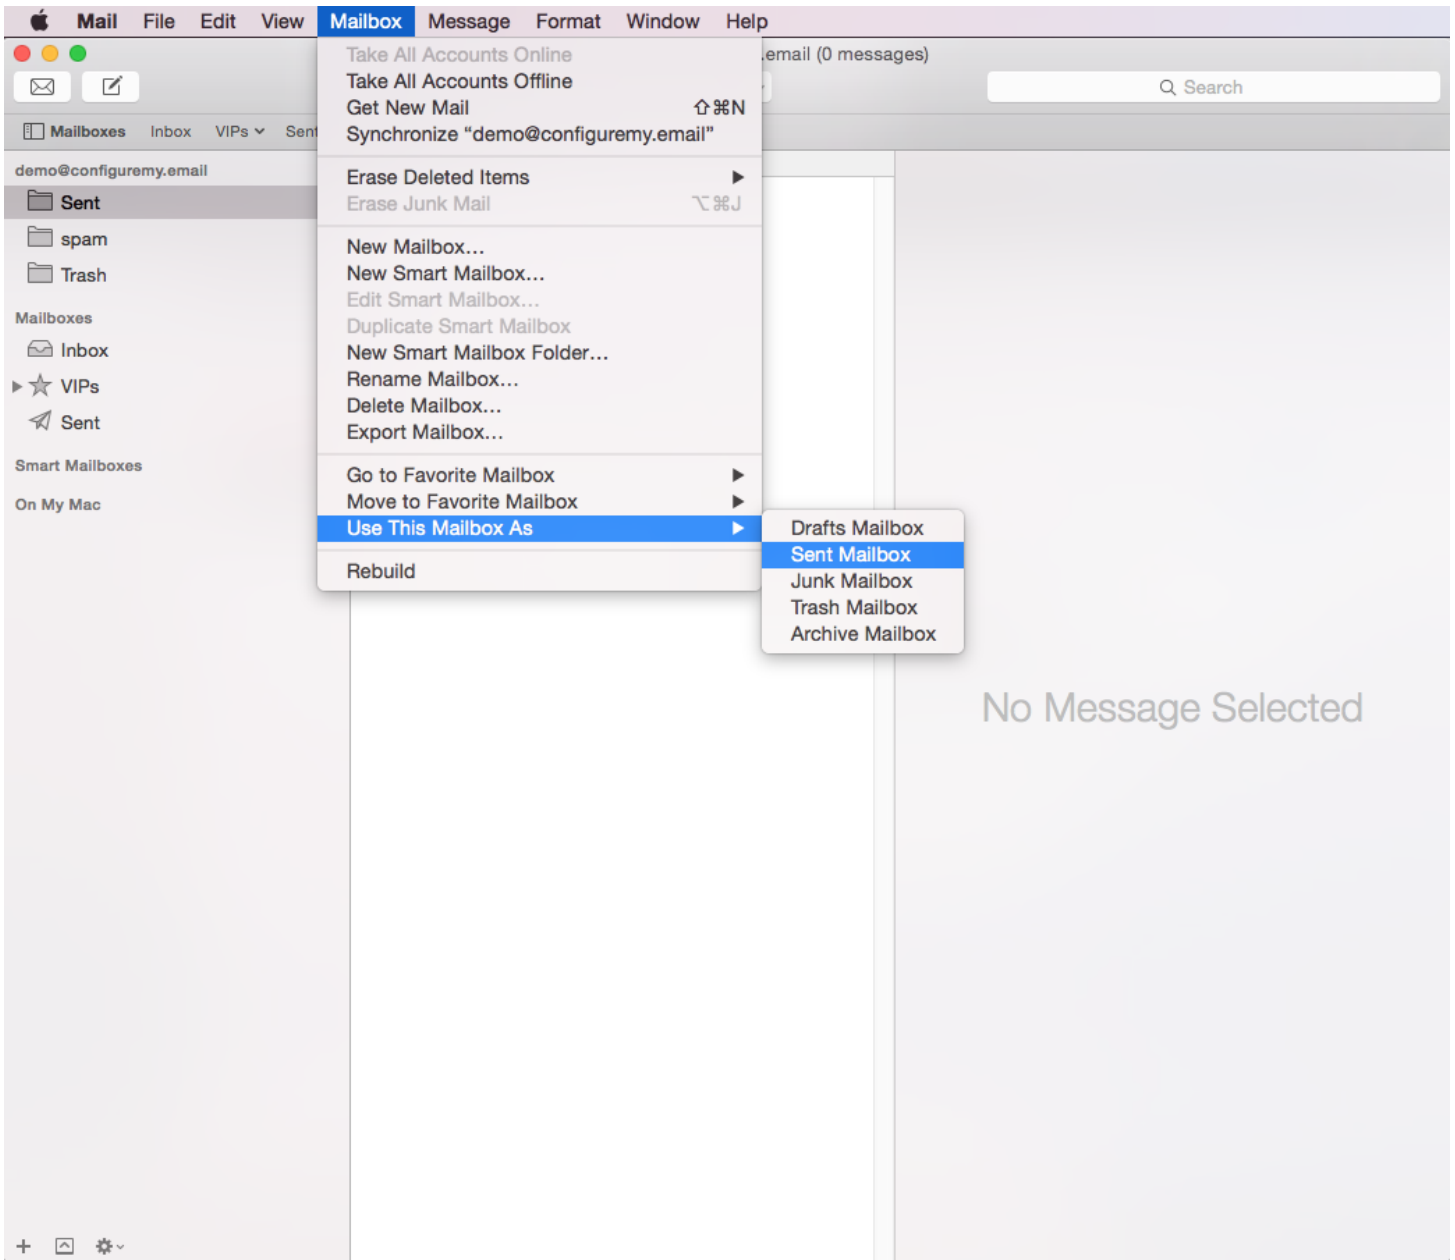 Mail File Edit View Mailbox Message Format Window Help
.email (0 messages)
Search
Mailboxes Inbox VIPs Sent
demo@configuremy.email
Sent
spam
Trash
Mailboxes
Inbox
VIPs
Sent
Smart Mailboxes
On My Mac
Take All Accounts Online
Take All Accounts Offline
Get New Mail ⇧⌘N
Synchronize “demo@configuremy.email”
Erase Deleted Items
Erase Junk Mail ⌥⌘J
New Mailbox...
New Smart Mailbox...
Edit Smart Mailbox...
Duplicate Smart Mailbox
New Smart Mailbox Folder...
Rename Mailbox...
Delete Mailbox...
Export Mailbox...
Go to Favorite Mailbox
Move to Favorite Mailbox
Use This Mailbox As
Rebuild
Drafts Mailbox
Sent Mailbox
Junk Mailbox
Trash Mailbox
Archive Mailbox
No Message Selected